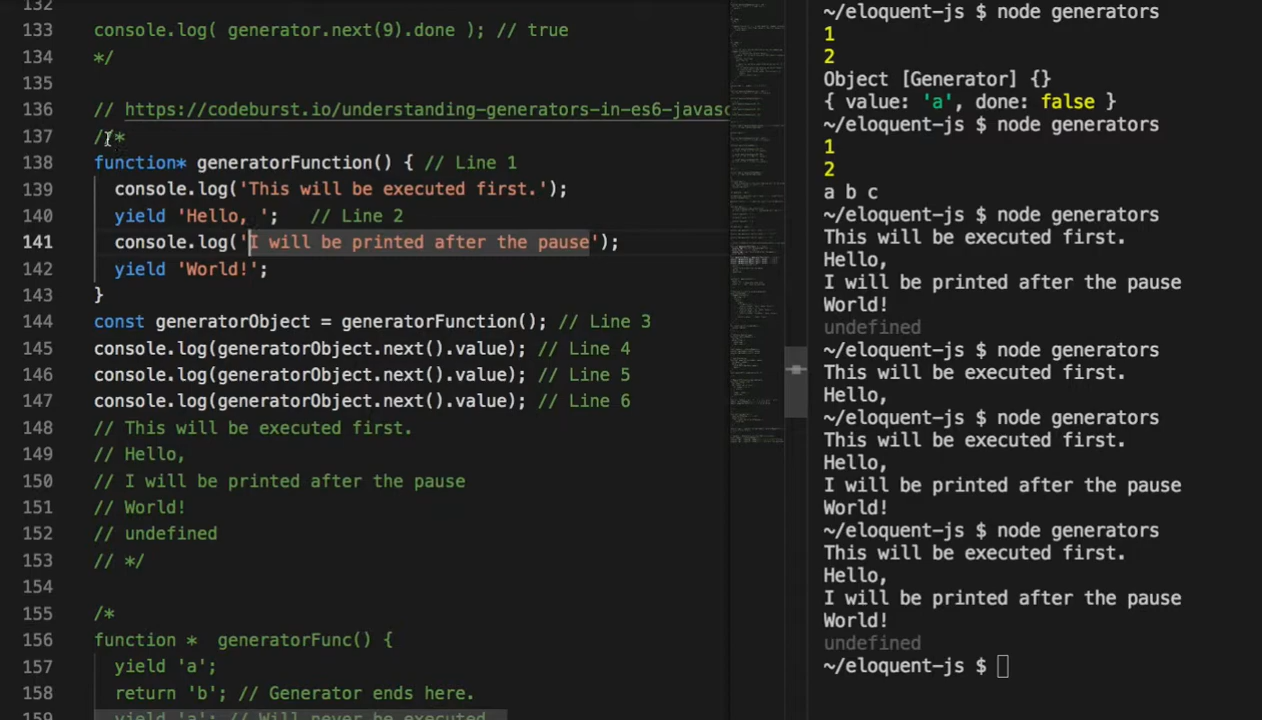 132
133 console.log( generator.next(9).done ); // true
134 */
135
136 // https://codeburst.io/understanding-generators-in-es6-javasc
137 //*
138 function* generatorFunction() { // Line 1
139 console.log('This will be executed first.');
140 yield 'Hello, '; // Line 2
141 console.log('I will be printed after the pause');
142 yield 'World!';
143 }
144 const generatorObject = generatorFunction(); // Line 3
145 console.log(generatorObject.next().value); // Line 4
146 console.log(generatorObject.next().value); // Line 5
147 console.log(generatorObject.next().value); // Line 6
148 // This will be executed first.
149 // Hello,
150 // I will be printed after the pause
151 // World!
152 // undefined
153 // */
154
155 /*
156 function * generatorFunc() {
157 yield 'a';
158 return 'b'; // Generator ends here.
159 yield 'a'; // Will never be executed.
~/eloquent-js $ node generators
1
2
Object [Generator] {}
{ value: 'a', done: false }
~/eloquent-js $ node generators
1
2
a b c
~/eloquent-js $ node generators
This will be executed first.
Hello,
I will be printed after the pause
World!
undefined
~/eloquent-js $ node generators
This will be executed first.
Hello,
~/eloquent-js $ node generators
This will be executed first.
Hello,
I will be printed after the pause
World!
~/eloquent-js $ node generators
This will be executed first.
Hello,
I will be printed after the pause
World!
undefined
~/eloquent-js $